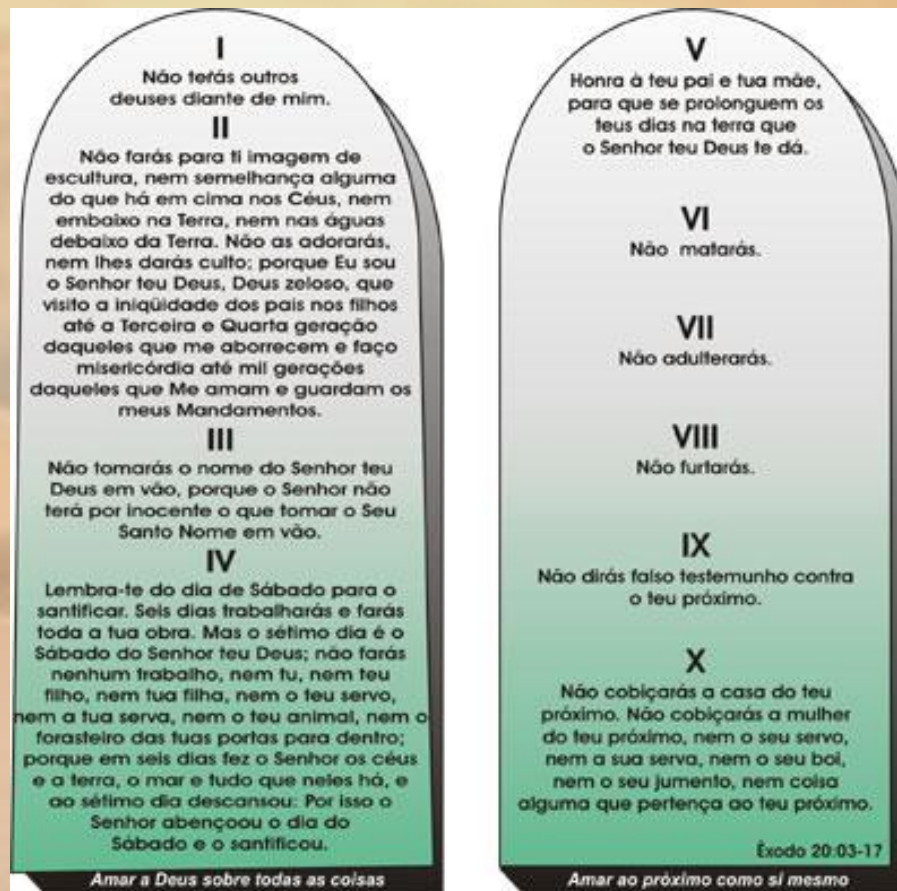 I
Não terás outros
deuses diante de mim.
II
Não farás para ti imagem de
escultura, nem semelhança alguma
do que há em cima nos Céus, nem
embaixo na Terra, nem nas águas
debaixo da Terra. Não as adorarás,
nem lhes darás culto; porque Eu sou
o Senhor teu Deus, Deus zeloso, que
visito a iniqüidade dos pais nos filhos
até a Terceira e Quarta geração
daqueles que me aborrecem e faço
misericórdia até mil gerações
daqueles que Me amam e guardam os
meus Mandamentos.
III
Não tomarás o nome do Senhor teu
Deus em vão, porque o Senhor não
terá por inocente o que tomar o Seu
Santo Nome em vão.
IV
Lembra-te do dia de Sábado para o
santificar. Seis dias trabalharás e farás
toda a tua obra. Mas o sétimo dia é o
Sábado do Senhor teu Deus; não farás
nenhum trabalho, nem tu, nem teu
filho, nem tua filha, nem o teu servo,
nem a tua serva, nem o teu animal, nem o
forasteiro das tuas portas para dentro;
porque em seis dias fez o Senhor os céus
e a terra, o mar e tudo que neles há, e
ao sétimo dia descansou: Por isso o
Senhor abençoou o dia do
Sábado e o santificou.
Amar a Deus sobre todas as coisas
V
Honra à teu pai e tua mãe,
para que se prolonguem os
teus dias na terra que
o Senhor teu Deus te dá.
VI
Não matarás.
VII
Não adulterarás.
VIII
Não furtarás.
IX
Não dirás falso testemunho contra
o teu próximo.
X
Não cobiçarás a casa do teu
próximo. Não cobiçarás a mulher
do teu próximo, nem o seu servo,
nem a sua serva, nem o seu boi,
nem o seu jumento, nem coisa
alguma que pertença ao teu próximo.
Êxodo 20:03-17
Amar ao próximo como si mesmo